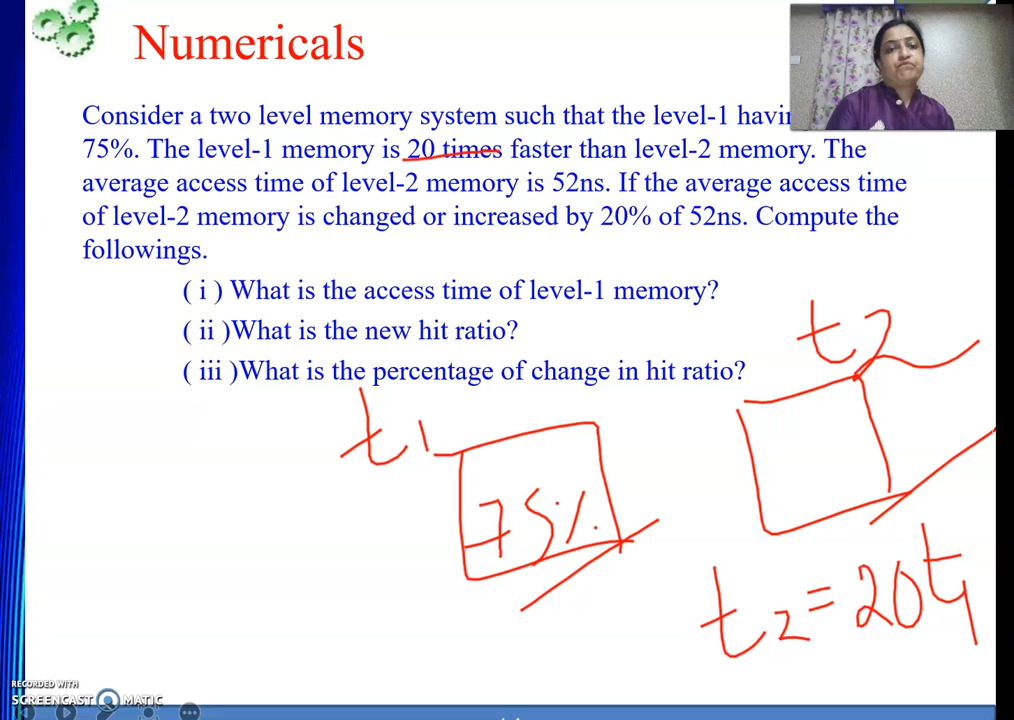 Numericals
Consider a two level memory system such that the level-1 
75%. The level-1 memory is 20 times faster than level-2 memory. The
average access time of level-2 memory is 52ns. If the average access time
of level-2 memory is changed or increased by 20% of 52ns. Compute the
followings.
( i ) What is the access time of level-1 memory?
( ii )What is the new hit ratio?
( iii )What is the percentage of change in hit ratio?
t2
t1
75%
t2 = 20t1
RECORDED WITH
SCREENCAST MATIC